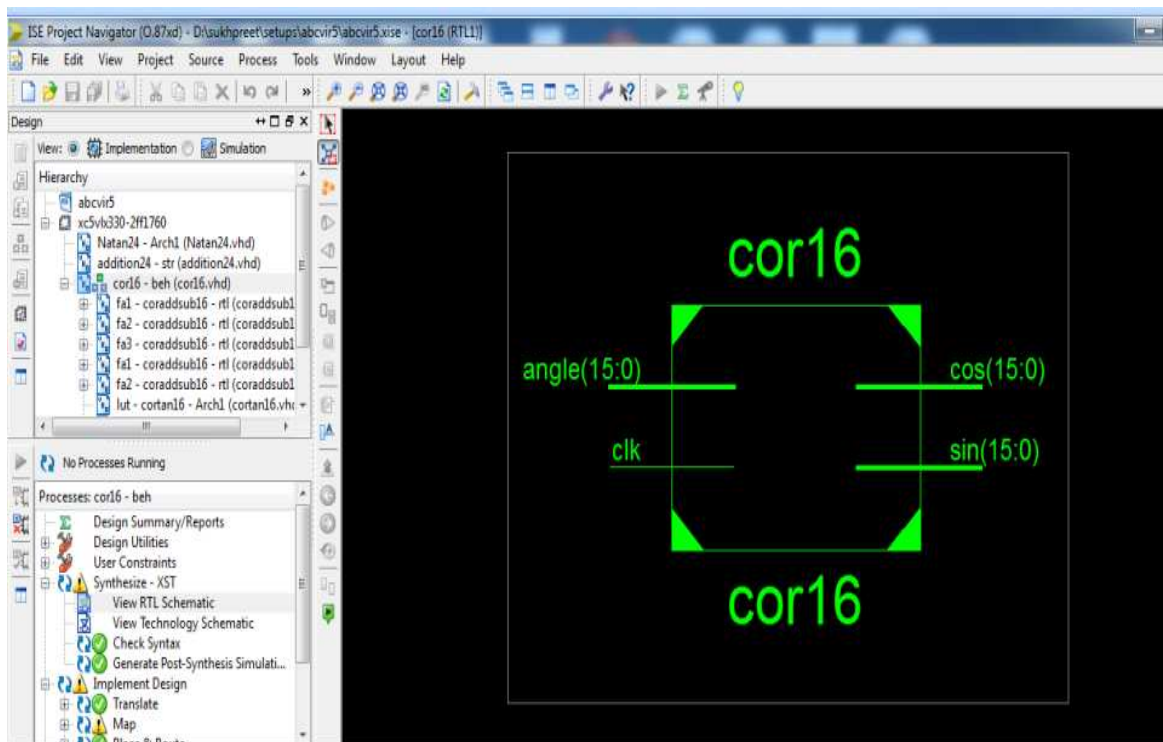 ISE Project Navigator (O.87xd) - D:\sukhpreet\setups\abcvir5\abcvir5.xise - [cor16 (RTL1)]
File Edit View Project Source Process Tools Window Layout Help
Design
View: Implementation Simulation
Hierarchy
abcvir5
xc5vlx330-2ff1760
Natan24 - Arch1 (Natan24.vhd)
addition24 - str (addition24.vhd)
cor16 - beh (cor16.vhd)
fa1 - coraddsub16 - rtl (coraddsub1
fa2 - coraddsub16 - rtl (coraddsub1
fa3 - coraddsub16 - rtl (coraddsub1
fa1 - coraddsub16 - rtl (coraddsub1
fa2 - coraddsub16 - rtl (coraddsub1
lut - cortan16 - Arch1 (cortan16.vh
No Processes Running
Processes: cor16 - beh
Design Summary/Reports
Design Utilities
User Constraints
Synthesize - XST
View RTL Schematic
View Technology Schematic
Check Syntax
Generate Post-Synthesis Simulati...
Implement Design
Translate
Map
cor16
angle(15:0) cos(15:0)
clk sin(15:0)
cor16